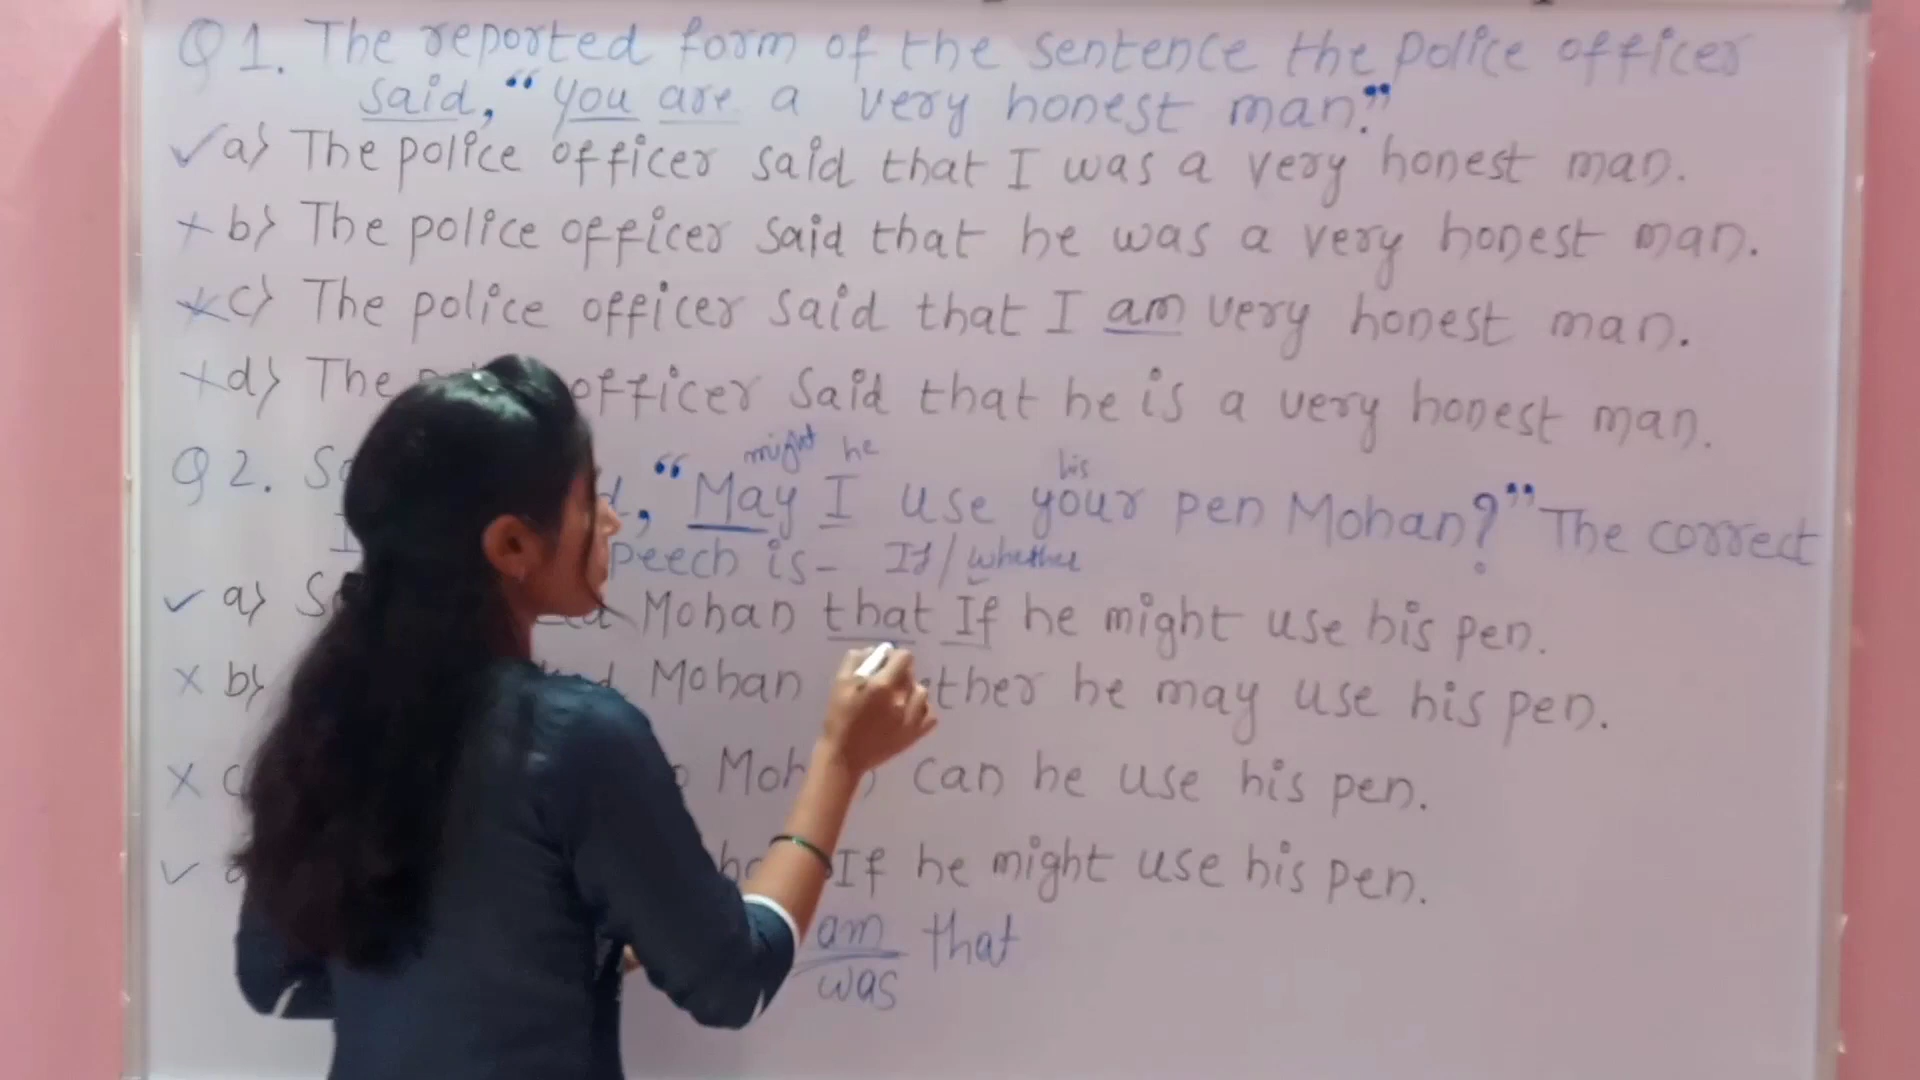 Q 1. The reported form of the sentence the police officer
said, “you are a very honest man.”
✓ a) The police officer said that I was a very honest man.
× b) The police officer said that he was a very honest man.
× c) The police officer said that I am very honest man.
× d) The officer said that he is a very honest man.
might he his
Q 2. “May I use your pen Mohan?” The correct
peech is - If/whether
✓ a) Mohan that If he might use his pen.
× b) Mohan he may use his pen.
× can he use his pen.
✓ If he might use his pen.
am that
was